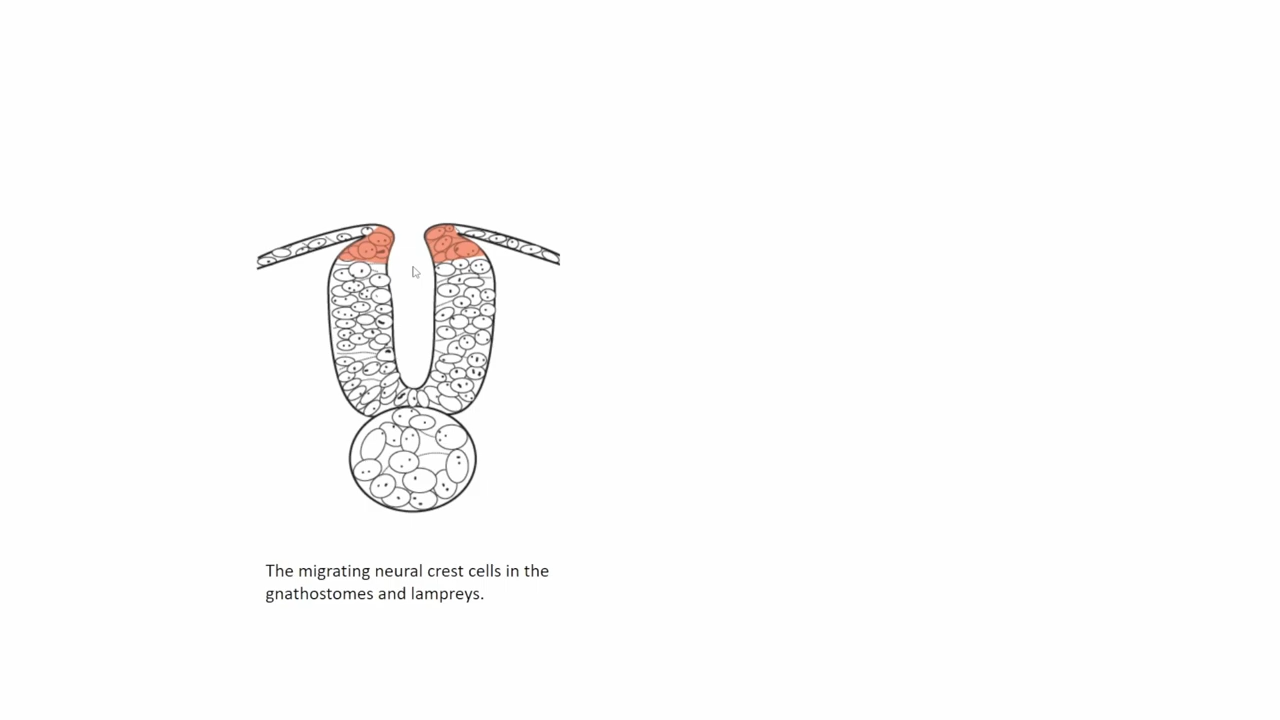 The migrating neural crest cells in the
gnathostomes and lampreys.